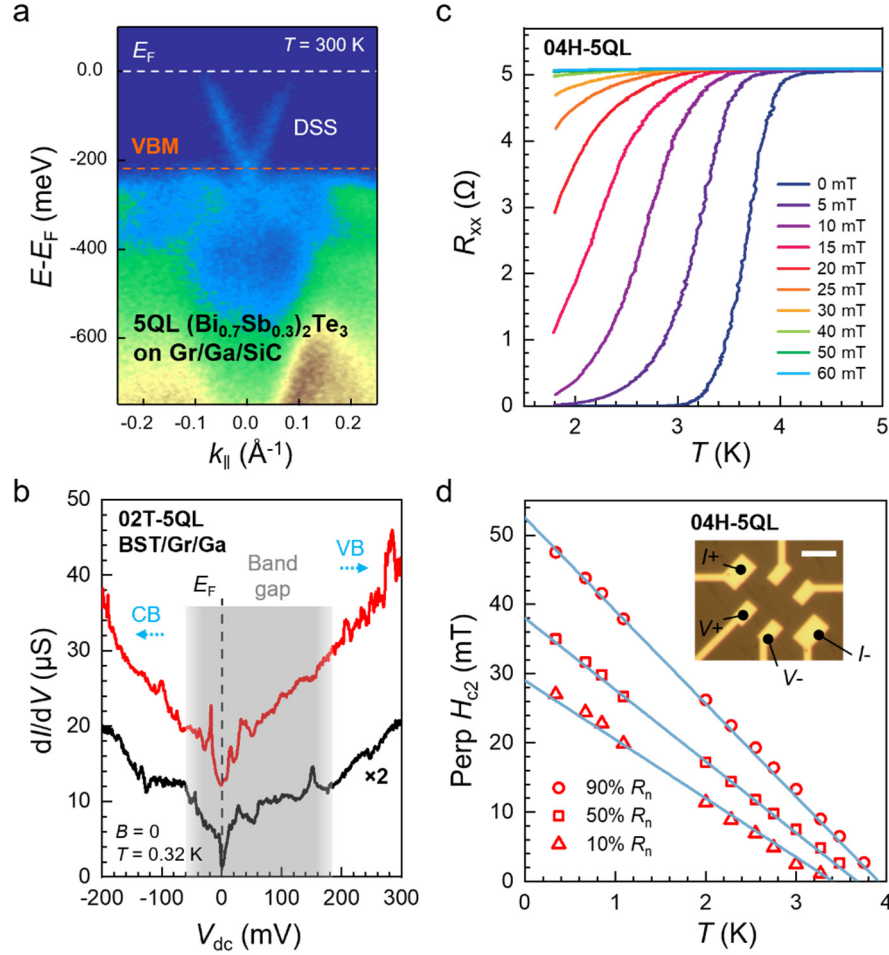 a
E_F
T = 300 K
0.0
DSS
VBM
-200
-400
-600
E-E_F (meV)
5QL (Bi₀.₇Sb₀.₃)₂Te₃
on Gr/Ga/SiC
-0.2 -0.1 0.0 0.1 0.2
k_∥ (Å⁻¹)
b
50
40
30
20
10
0
dI/dV (µS)
02T-5QL
BST/Gr/Ga
VB
Band
gap
E_F
CB
×2
B = 0
T = 0.32 K
-200 -100 0 100 200 300
V_dc (mV)
c
04H-5QL
6
5
4
3
2
1
0
R_xx (Ω)
0 mT
5 mT
10 mT
15 mT
20 mT
25 mT
30 mT
40 mT
50 mT
60 mT
2 3 4 5
T (K)
d
04H-5QL
60
50
40
30
20
10
0
Perp H_c2 (mT)
I+
V+
V-
I-
90% R_n
50% R_n
10% R_n
0 1 2 3 4
T (K)